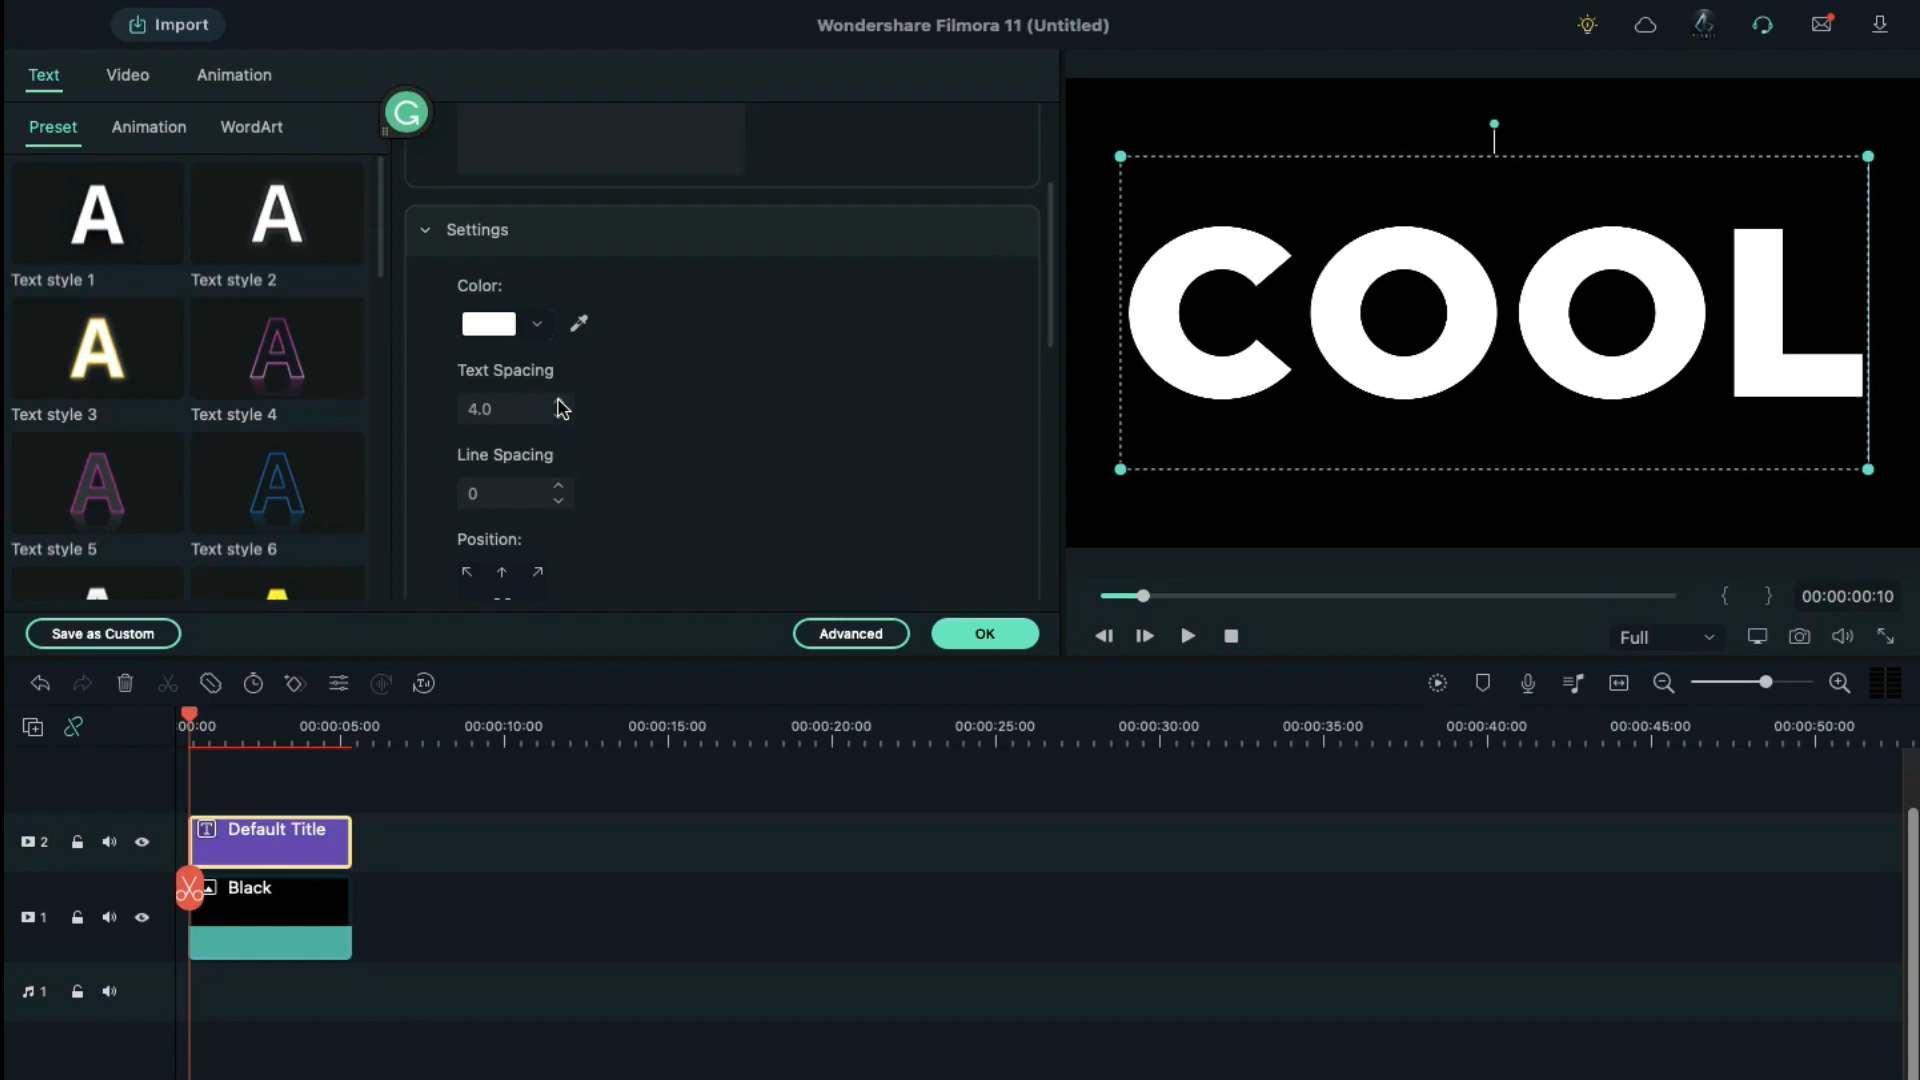 Import
Wondershare Filmora 11 (Untitled)
Text Video Animation
Preset Animation WordArt
A A
Text style 1 Text style 2
A A
Text style 3 Text style 4
A A
Text style 5 Text style 6
Settings
Color:
Text Spacing
4.0
Line Spacing
0
Position:
COOL
{ } 00:00:00:10
Save as Custom Advanced OK
Full
00:00 00:00:05:00 00:00:10:00 00:00:15:00 00:00:20:00 00:00:25:00 00:00:30:00 00:00:35:00 00:00:40:00 00:00:45:00 00:00:50:00
2 T Default Title
1 Black
1